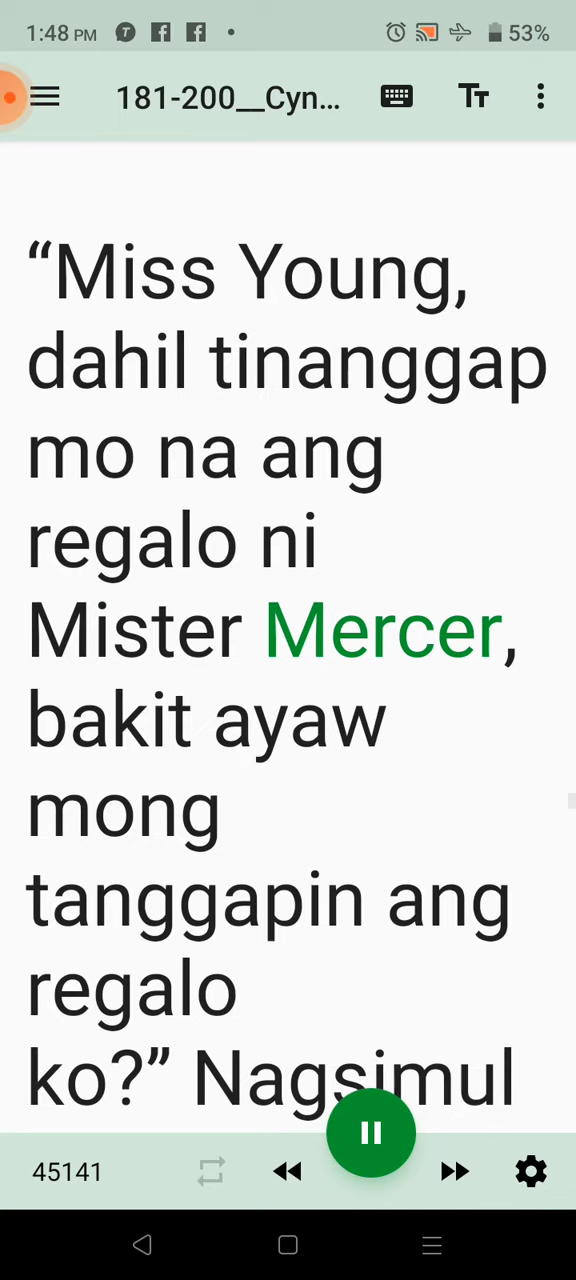 1:48 PM
53%
181-200__Cyn...
“Miss Young,
dahil tinanggap
mo na ang
regalo ni
Mister Mercer,
bakit ayaw
mong
tanggapin ang
regalo
ko?” Nagsimul
45141